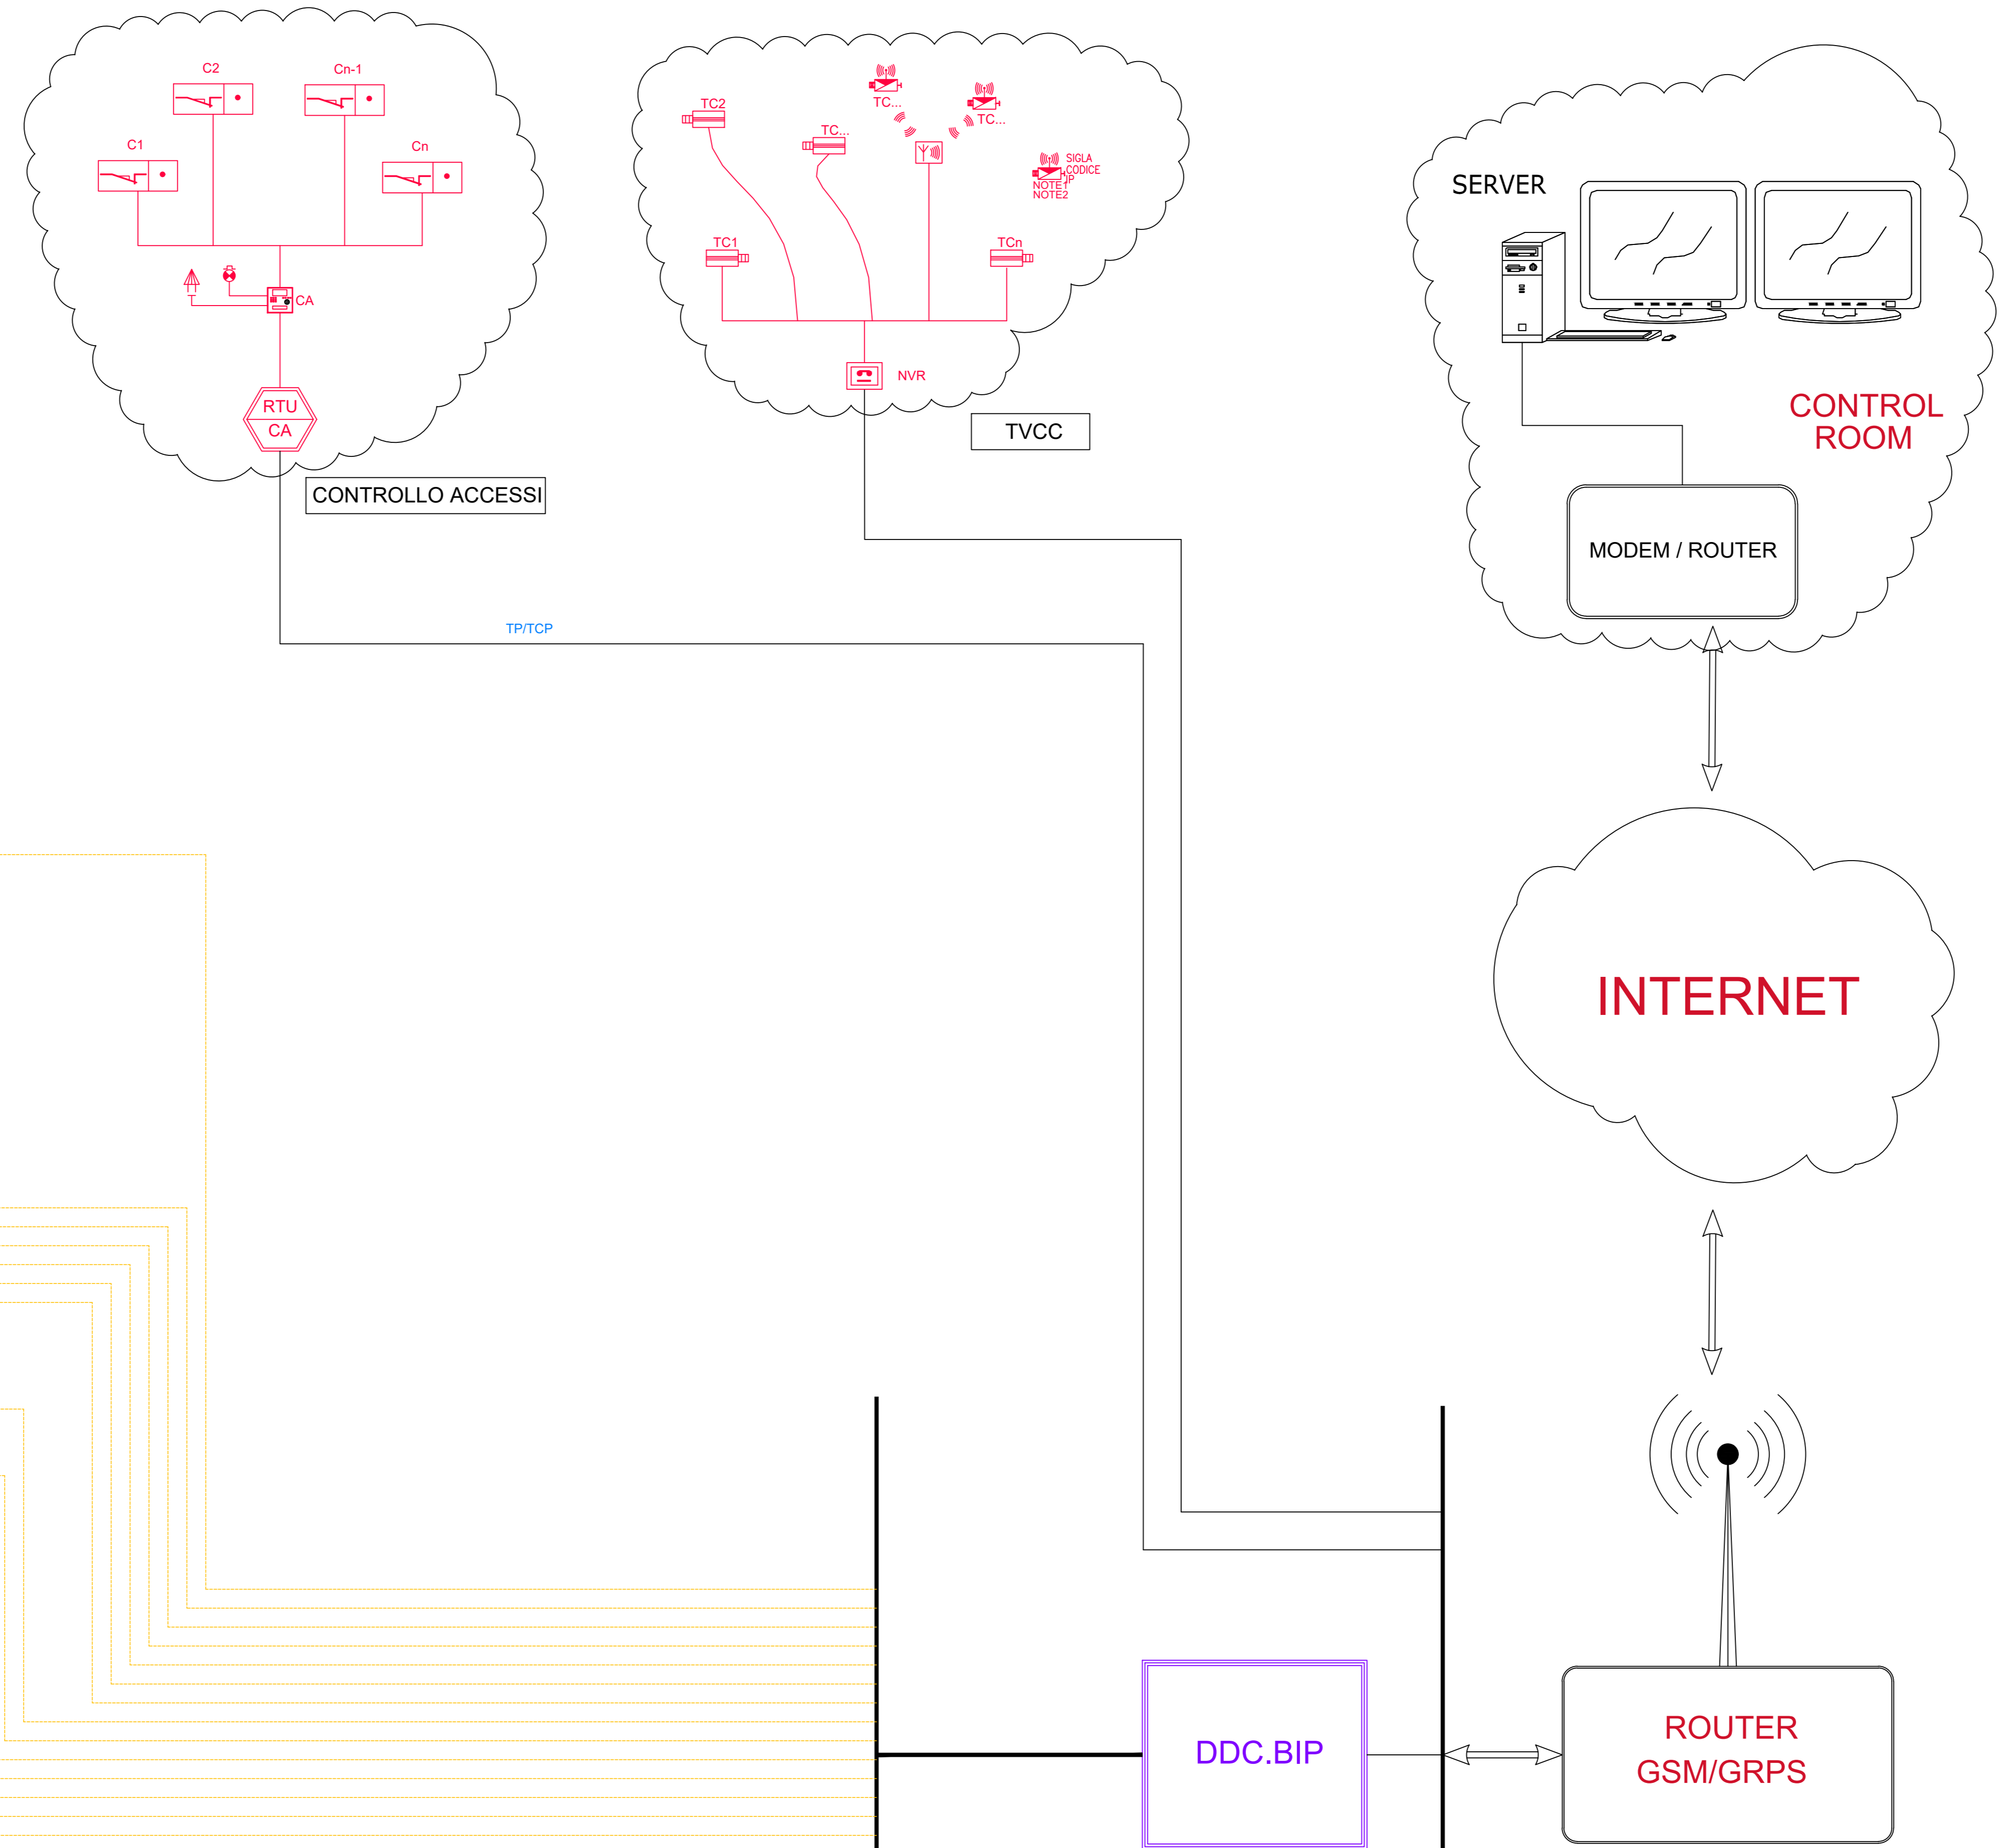 C2
Cn-1
C1
Cn
CA
RTU
CA
CONTROLLO ACCESSI
TC2
TC...
TC...
TC...
SIGLA
CODICE
IP
NOTE1
NOTE2
TC1
TCn
NVR
TVCC
SERVER
CONTROL
ROOM
MODEM / ROUTER
TP/TCP
INTERNET
DDC.BIP
ROUTER
GSM/GRPS